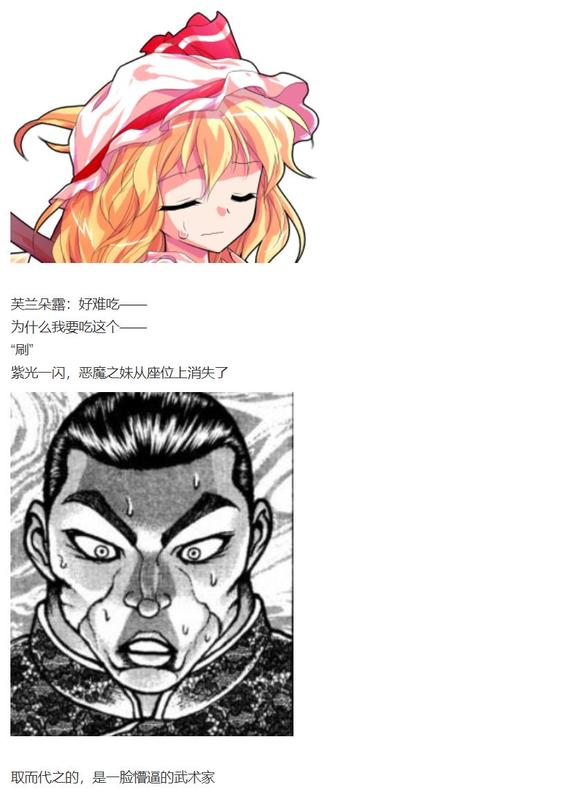 芙兰朵露：好难吃——
为什么我要吃这个——
“刷”
紫光一闪，恶魔之妹从座位上消失了
取而代之的，是一脸懵逼的武术家